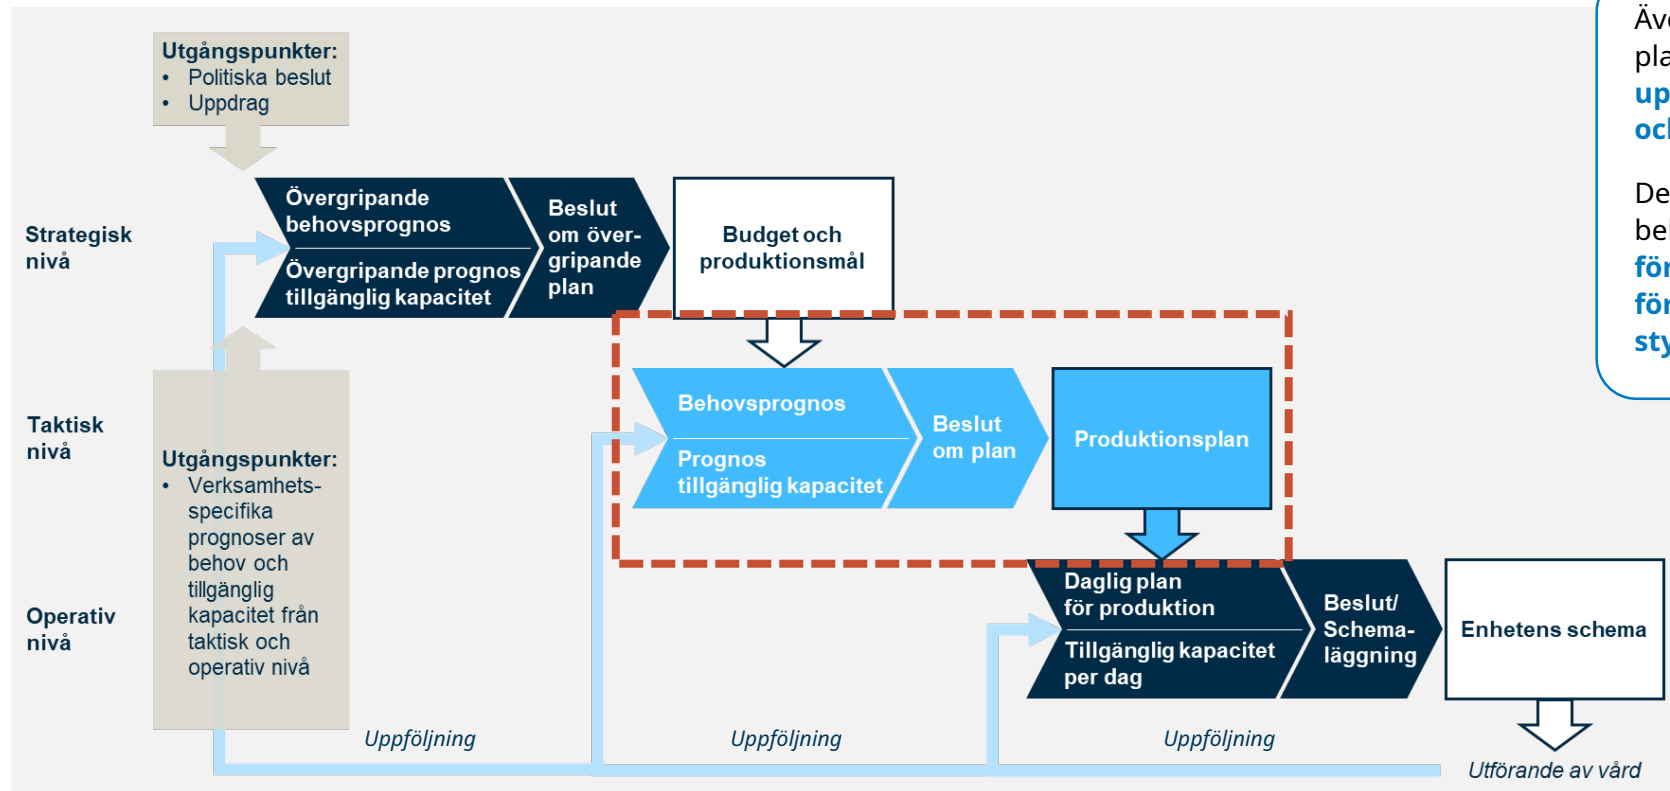 Utgångspunkter:
• Politiska beslut
• Uppdrag
Strategisk
nivå
Övergripande
behovsprognos
Övergripande prognos
tillgänglig kapacitet
Beslut
om över-
gripande
plan
Budget och
produktionsmål
Taktisk
nivå
Utgångspunkter:
• Verksamhets-
specifika
prognoser av
behov och
tillgänglig
kapacitet från
taktisk och
operativ nivå
Behovsprognos
Prognos
tillgänglig kapacitet
Beslut
om plan
Produktionsplan
Operativ
nivå
Daglig plan
för produktion
Tillgänglig kapacitet
per dag
Beslut/
Schema-
läggning
Enhetens schema
Uppföljning
Uppföljning
Uppföljning
Utförande av vård